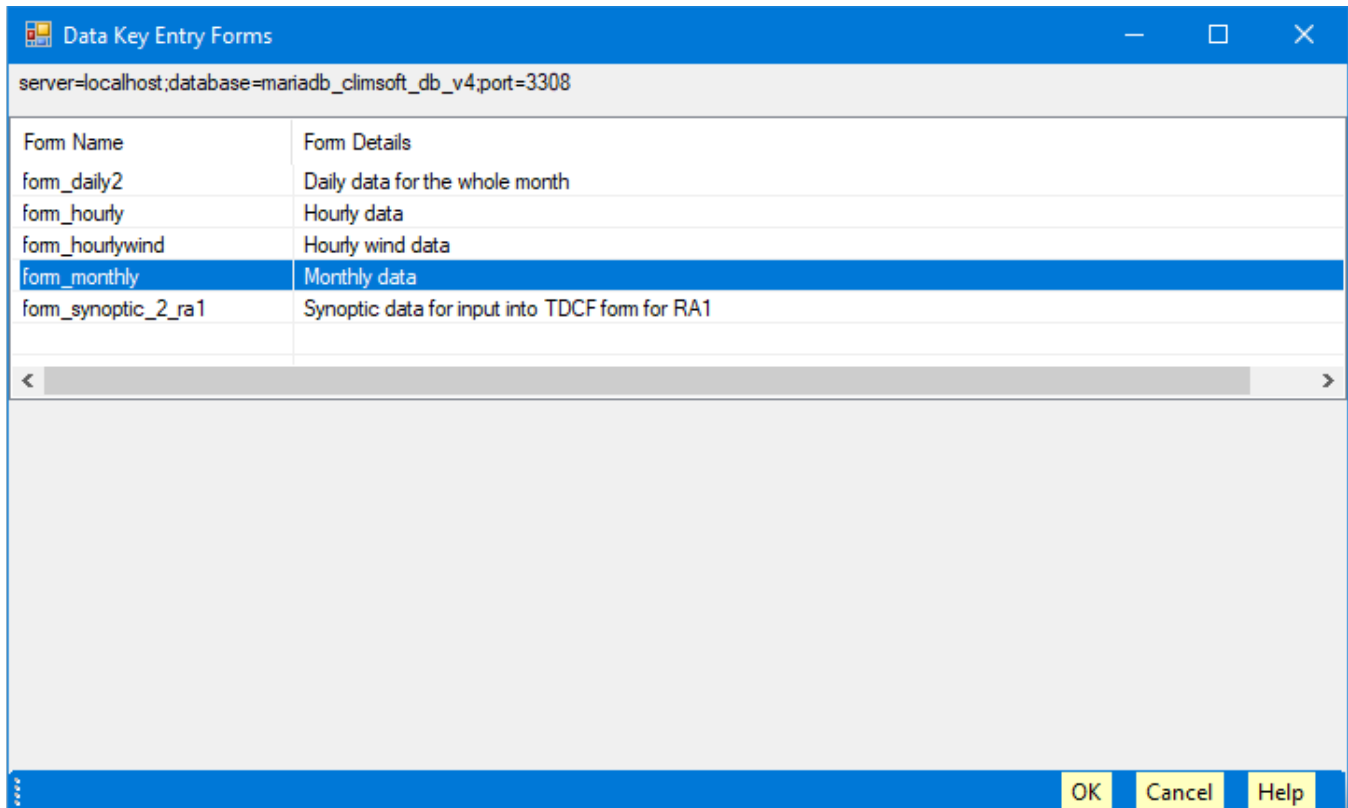 Data Key Entry Forms
server=localhost;database=mariadb_climsoft_db_v4;port=3308
Form Name Form Details
form_daily2 Daily data for the whole month
form_hourly Hourly data
form_hourlywind Hourly wind data
form_monthly Monthly data
form_synoptic_2_ra1 Synoptic data for input into TDCF form for RA1
OK Cancel Help